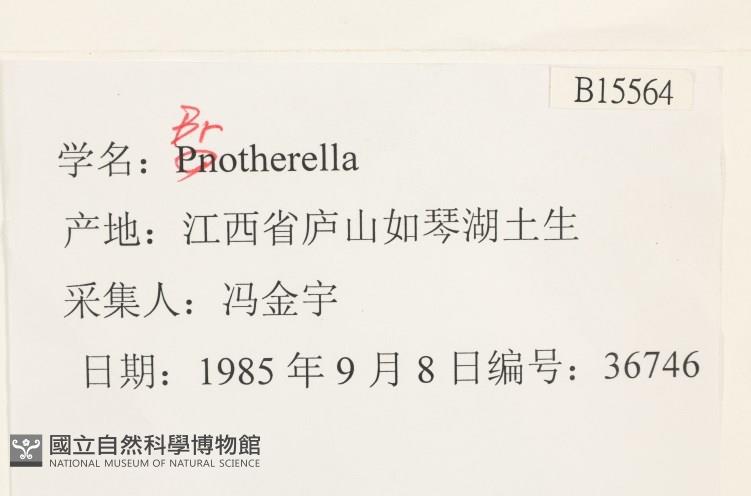 B15564
Br
学名：Pnotherella
产地：江西省庐山如琴湖土生
采集人：冯金宇
日期：1985 年 9 月 8 日编号：36746
國立自然科學博物館
NATIONAL MUSEUM OF NATURAL SCIENCE